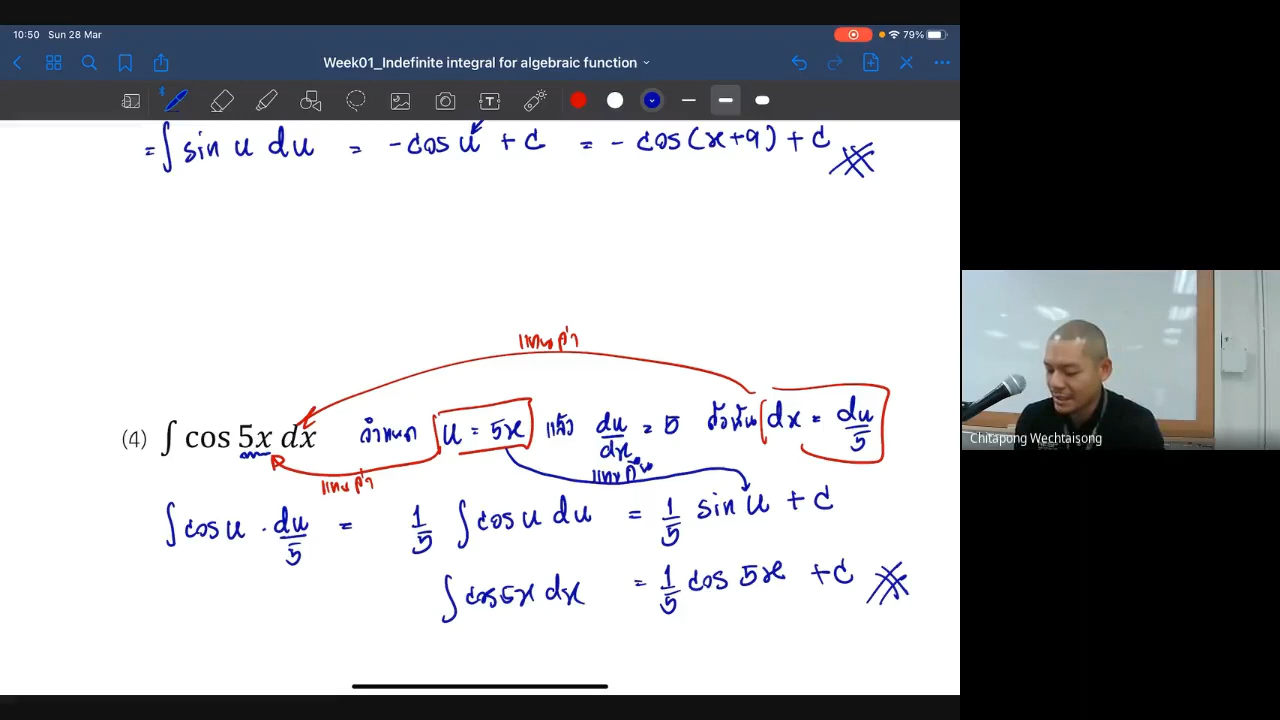 10:50 Sun 28 Mar
79%
Week01_Indefinite integral for algebraic function
T
= ∫ sin u du = -cos u + C = - cos(x+9) + C
แทนค่า
(4) ∫ cos 5x dx กำหนด u = 5x แล้ว du/dx = 5 ดังนั้น dx = du/5
แทนค่า
แทนค่า
∫ cos u · du/5 = 1/5 ∫ cos u du = 1/5 sin u + C
∫ cos 5x dx = 1/5 cos 5x + C
Chitapong Wechtaisong